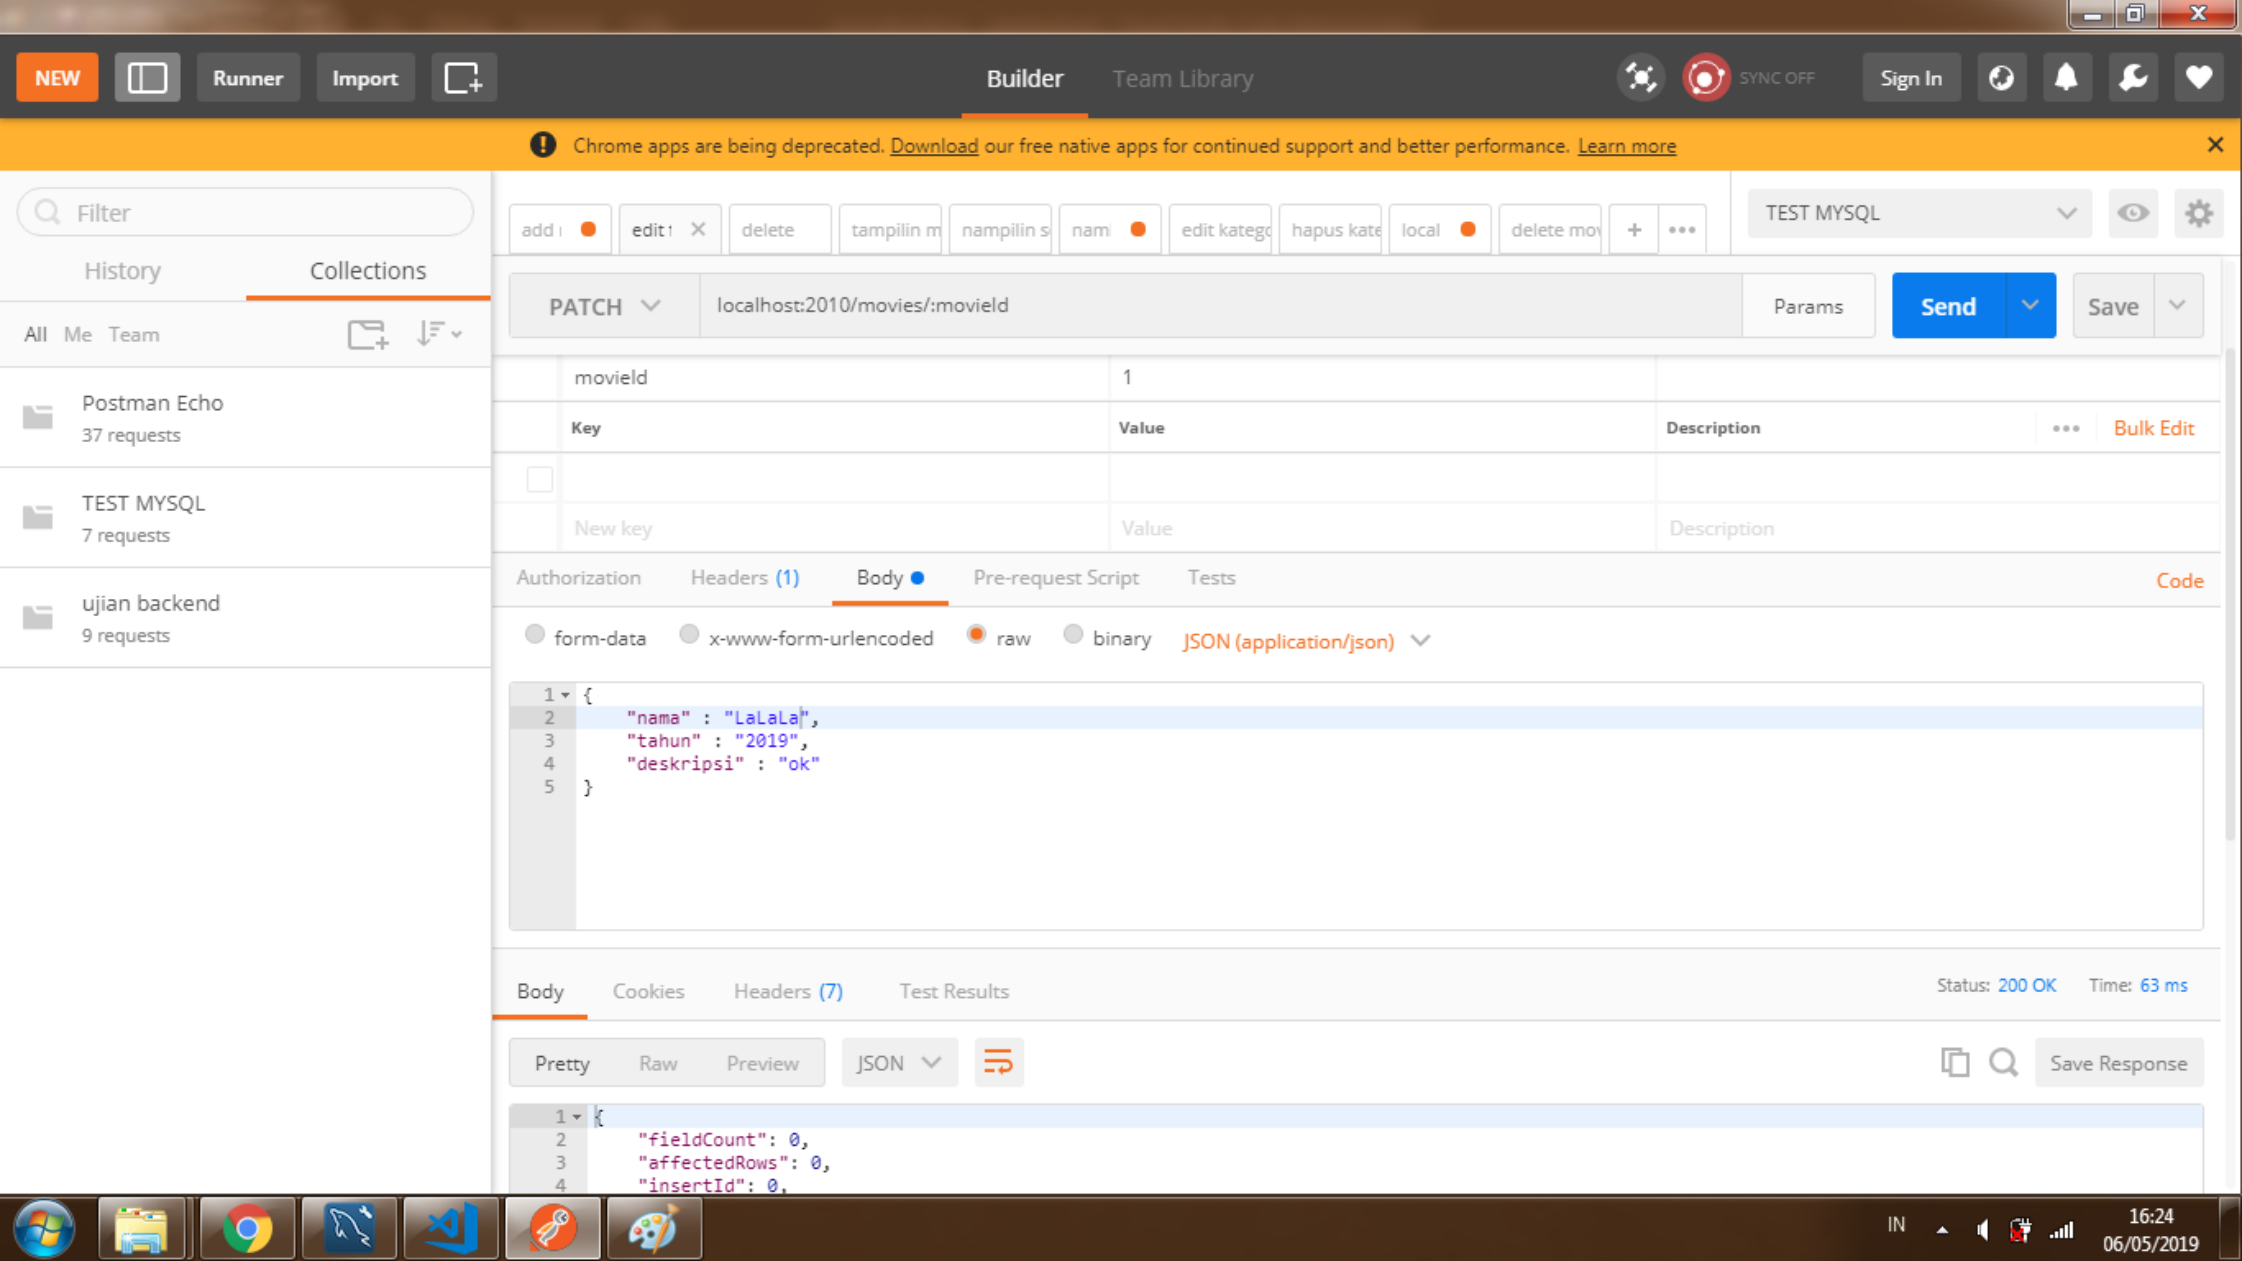 NEW
Runner
Import
Builder
Team Library
SYNC OFF
Sign In
Chrome apps are being deprecated. Download our free native apps for continued support and better performance. Learn more
Filter
History
Collections
All Me Team
Postman Echo
37 requests
TEST MYSQL
7 requests
ujian backend
9 requests
add
edit
delete
tampilin m
nampilin s
nam
edit katego
hapus kate
local
delete mov
TEST MYSQL
PATCH
localhost:2010/movies/:movieId
Params
Send
Save
movieId 1
Key Value Description Bulk Edit
New key Value Description
Authorization Headers (1) Body Pre-request Script Tests Code
form-data x-www-form-urlencoded raw binary JSON (application/json)
1 {
2 "nama" : "LaLaLa",
3 "tahun" : "2019",
4 "deskripsi" : "ok"
5 }
Body Cookies Headers (7) Test Results Status: 200 OK Time: 63 ms
Pretty Raw Preview JSON Save Response
1 {
2 "fieldCount": 0,
3 "affectedRows": 0,
4 "insertId": 0,
IN
16:24
06/05/2019